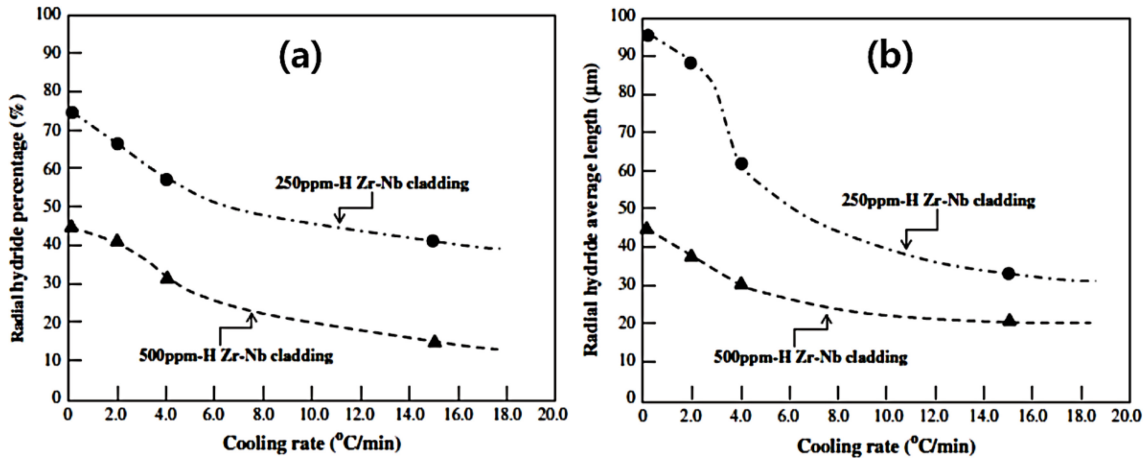 (a)
Radial hydride percentage (%)
100
90
80
70
60
50
40
30
20
10
0
250ppm-H Zr-Nb cladding
500ppm-H Zr-Nb cladding
0 2.0 4.0 6.0 8.0 10.0 12.0 14.0 16.0 18.0 20.0
Cooling rate (°C/min)
(b)
Radial hydride average length (μm)
100
90
80
70
60
50
40
30
20
10
0
250ppm-H Zr-Nb cladding
500ppm-H Zr-Nb cladding
0 2.0 4.0 6.0 8.0 10.0 12.0 14.0 16.0 18.0 20.0
Cooling rate (°C/min)